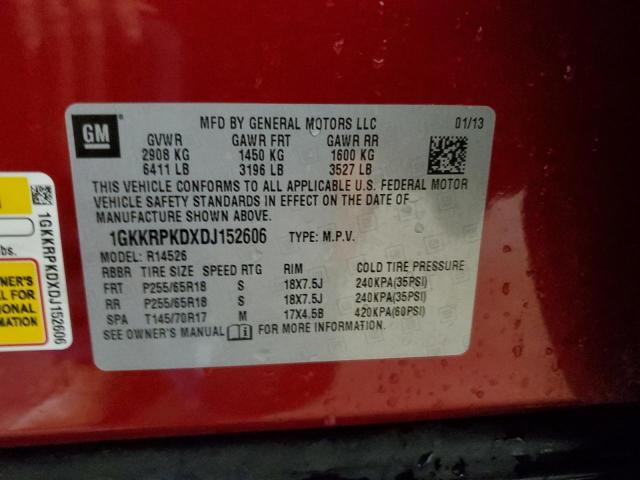 GM
MFD BY GENERAL MOTORS LLC 01/13
GVWR GAWR FRT GAWR RR
2908 KG 1450 KG 1600 KG
6411 LB 3196 LB 3527 LB
THIS VEHICLE CONFORMS TO ALL APPLICABLE U.S. FEDERAL MOTOR
VEHICLE SAFETY STANDARDS IN EFFECT ON THE DATE OF
MANUFACTURE SHOWN ABOVE.
1GKKRPKDXDJ152606 TYPE: M.P.V.
MODEL: R14526
RBBR TIRE SIZE SPEED RTG RIM COLD TIRE PRESSURE
FRT P255/65R18 S 18X7.5J 240KPA(35PSI)
RR P255/65R18 S 18X7.5J 240KPA(35PSI)
SPA T145/70R17 M 17X4.5B 420KPA(60PSI)
SEE OWNER'S MANUAL FOR MORE INFORMATION.
1GKKRPKDXDJ152606
lbs.
FOR